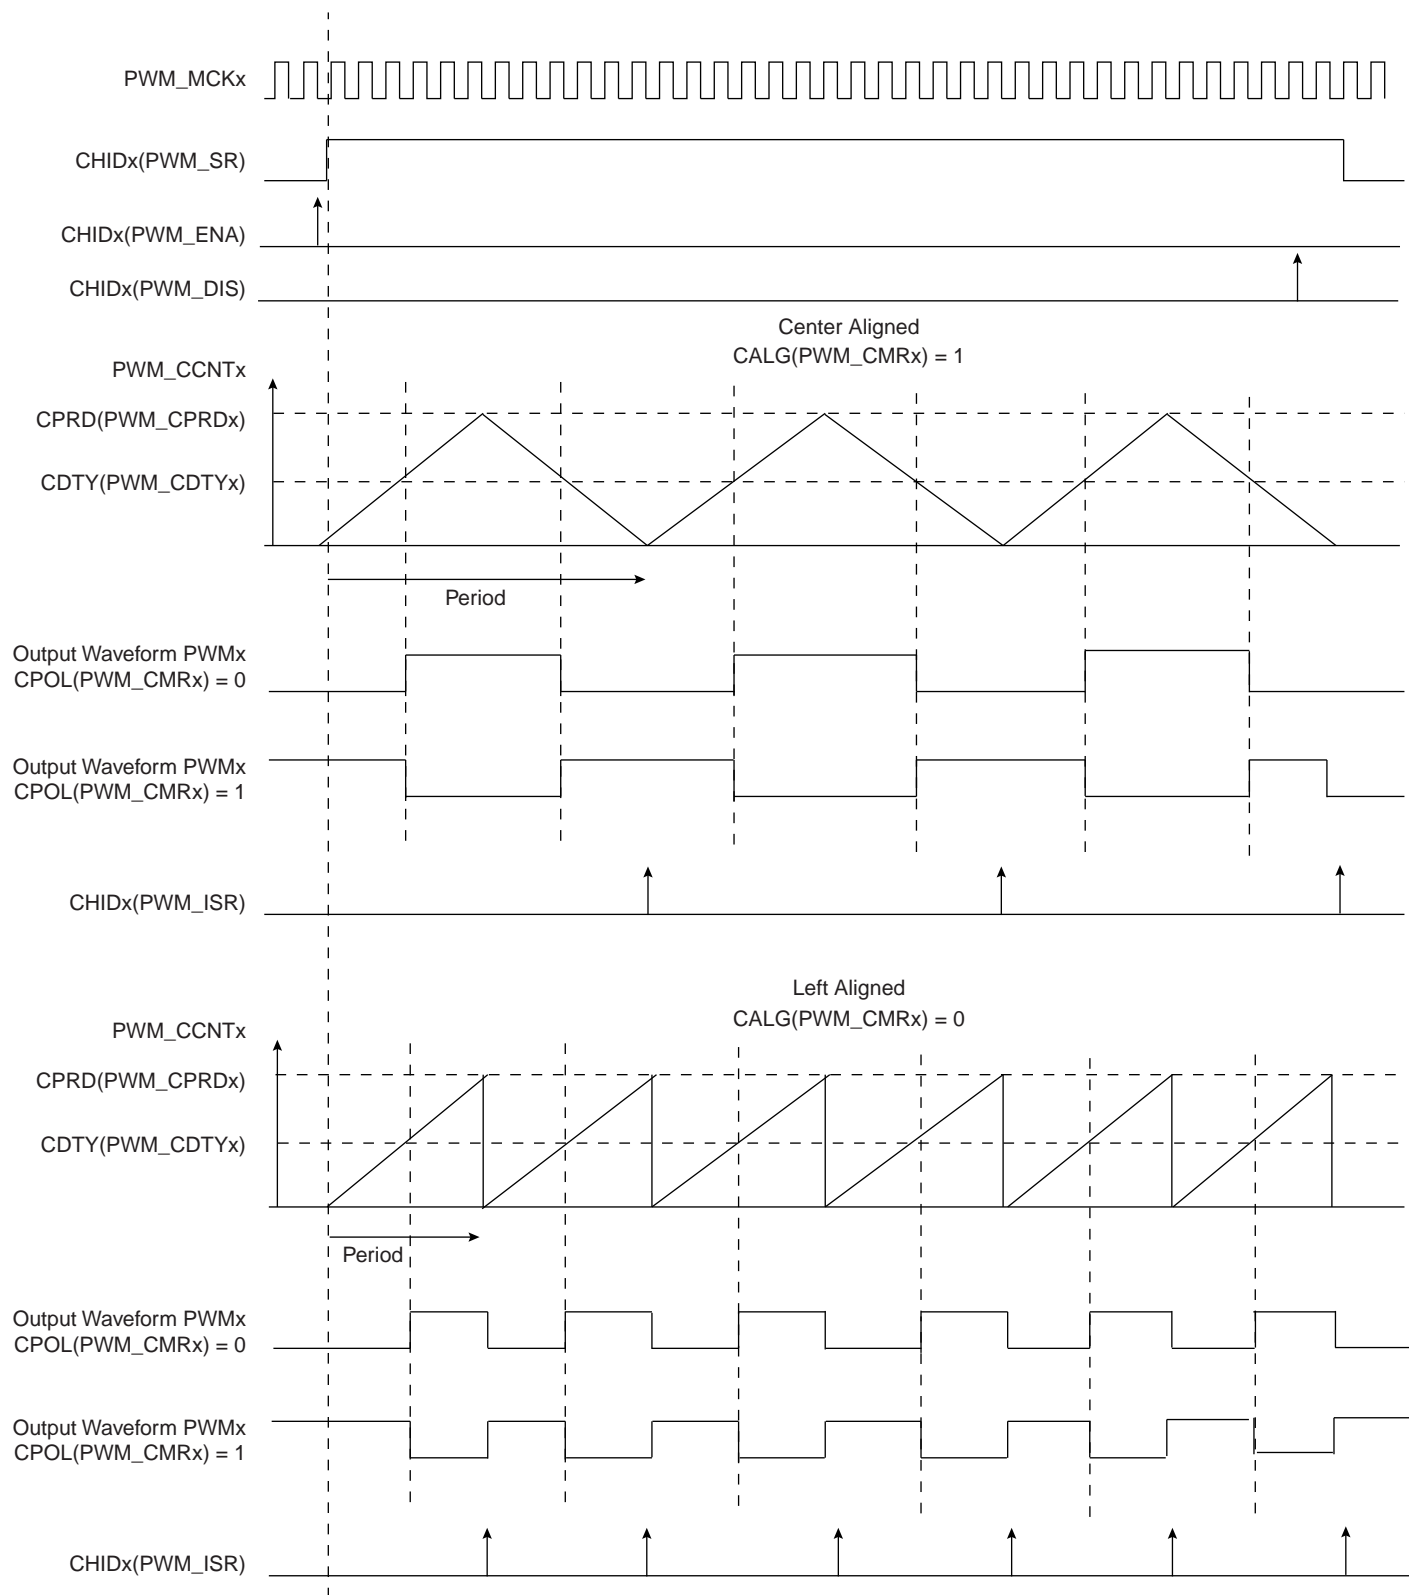 PWM_MCKx
CHIDx(PWM_SR)
CHIDx(PWM_ENA)
CHIDx(PWM_DIS)
Center Aligned
CALG(PWM_CMRx) = 1
PWM_CCNTx
CPRD(PWM_CPRDx)
CDTY(PWM_CDTYx)
Period
Output Waveform PWMx
CPOL(PWM_CMRx) = 0
Output Waveform PWMx
CPOL(PWM_CMRx) = 1
CHIDx(PWM_ISR)
Left Aligned
CALG(PWM_CMRx) = 0
PWM_CCNTx
CPRD(PWM_CPRDx)
CDTY(PWM_CDTYx)
Period
Output Waveform PWMx
CPOL(PWM_CMRx) = 0
Output Waveform PWMx
CPOL(PWM_CMRx) = 1
CHIDx(PWM_ISR)